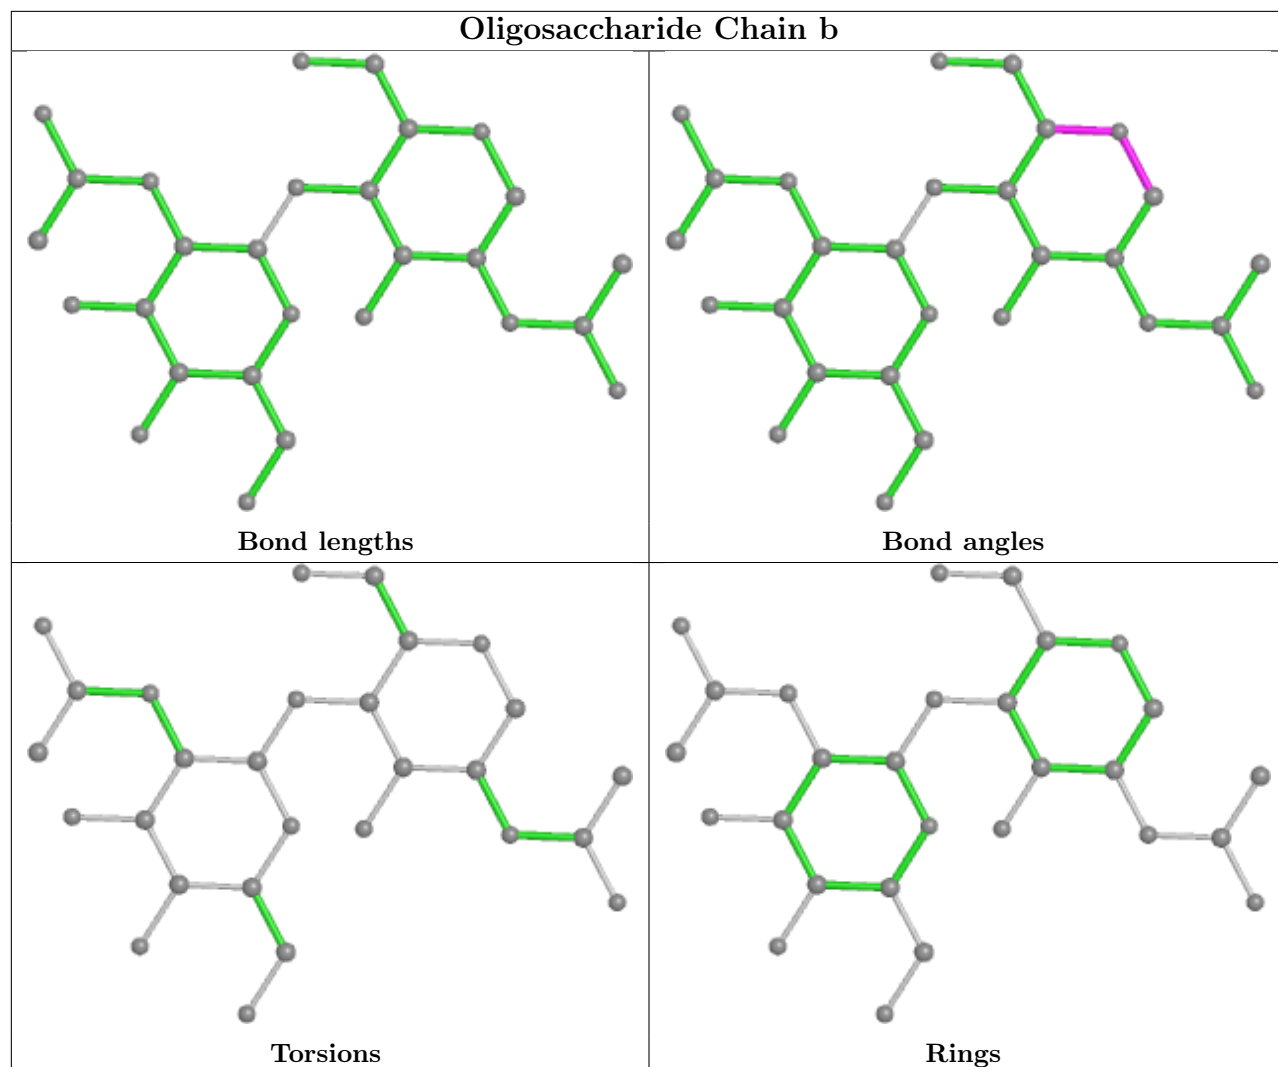 Oligosaccharide Chain b
Bond lengths
Bond angles
Torsions
Rings